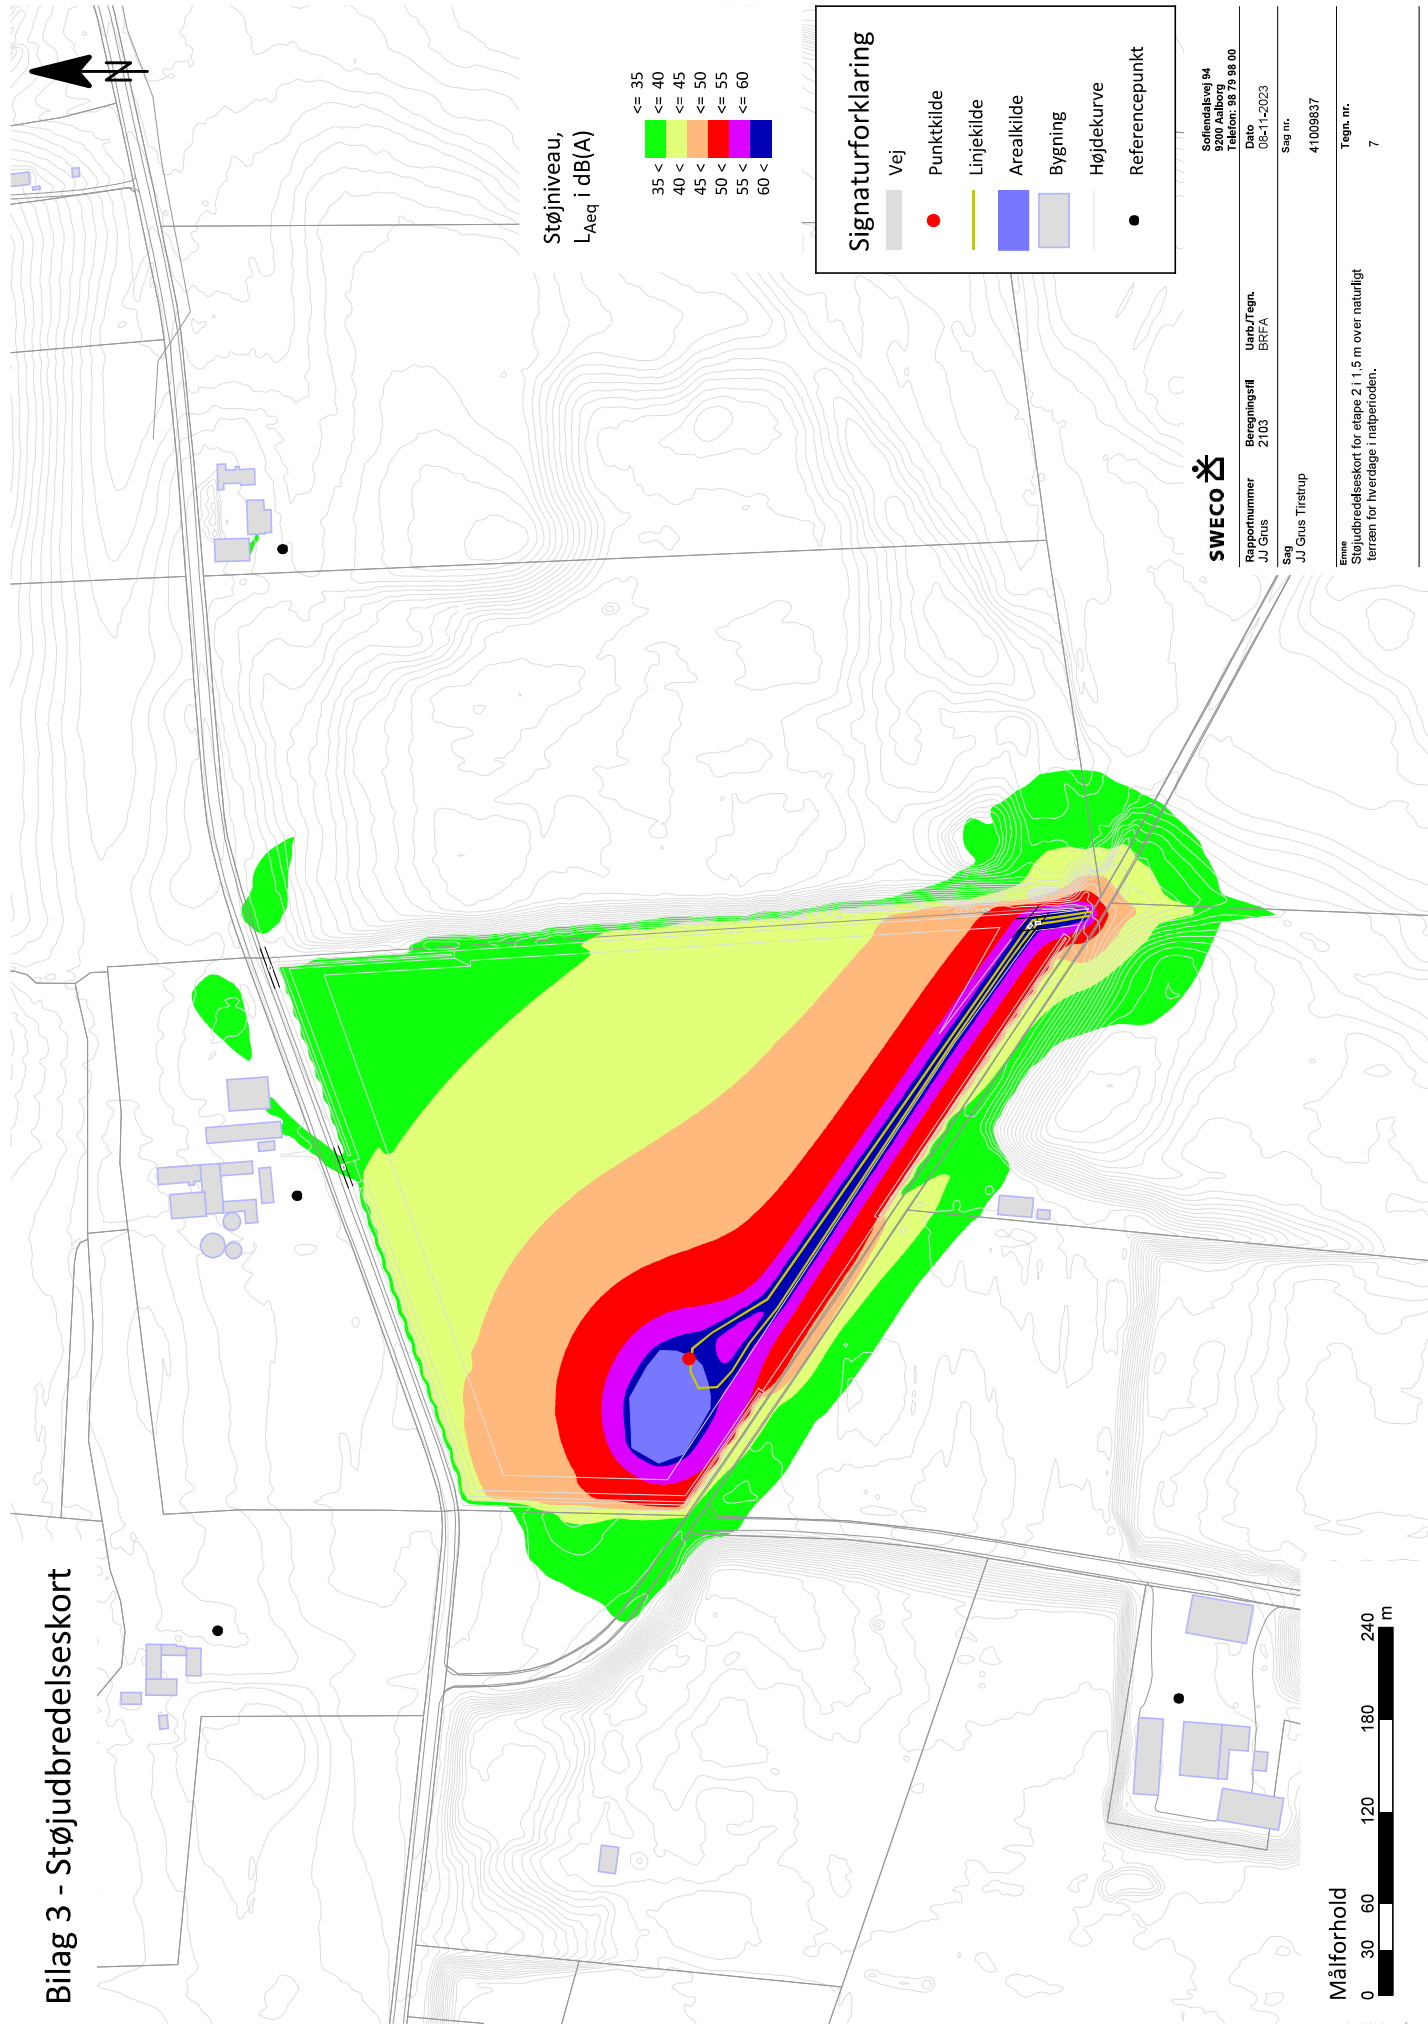 Bilag 3 - Støjudbredelseskort
N
Støjniveau,
LAeq i dB(A)
<= 35
35 < <= 40
40 < <= 45
45 < <= 50
50 < <= 55
55 < <= 60
60 <
Signaturforklaring
Vej
Punktkilde
Linjekilde
Arealkilde
Bygning
Højdekurve
Referencepunkt
Målforhold
0 30 60 120 180 240
m
SWECO
Sofiendalsvej 94
9200 Aalborg
Telefon: 98 79 98 00
Rapportnummer Beregningsfil Uarb./Tegn. Dato
JJ Grus 2103 BRFA 08-11-2023
Sag Sag nr.
JJ Grus Tirstrup 41009837
Emne Tegn. nr.
Støjudbredelseskort for etape 2 i 1,5 m over naturligt
terræn for hverdage i natperioden.
7